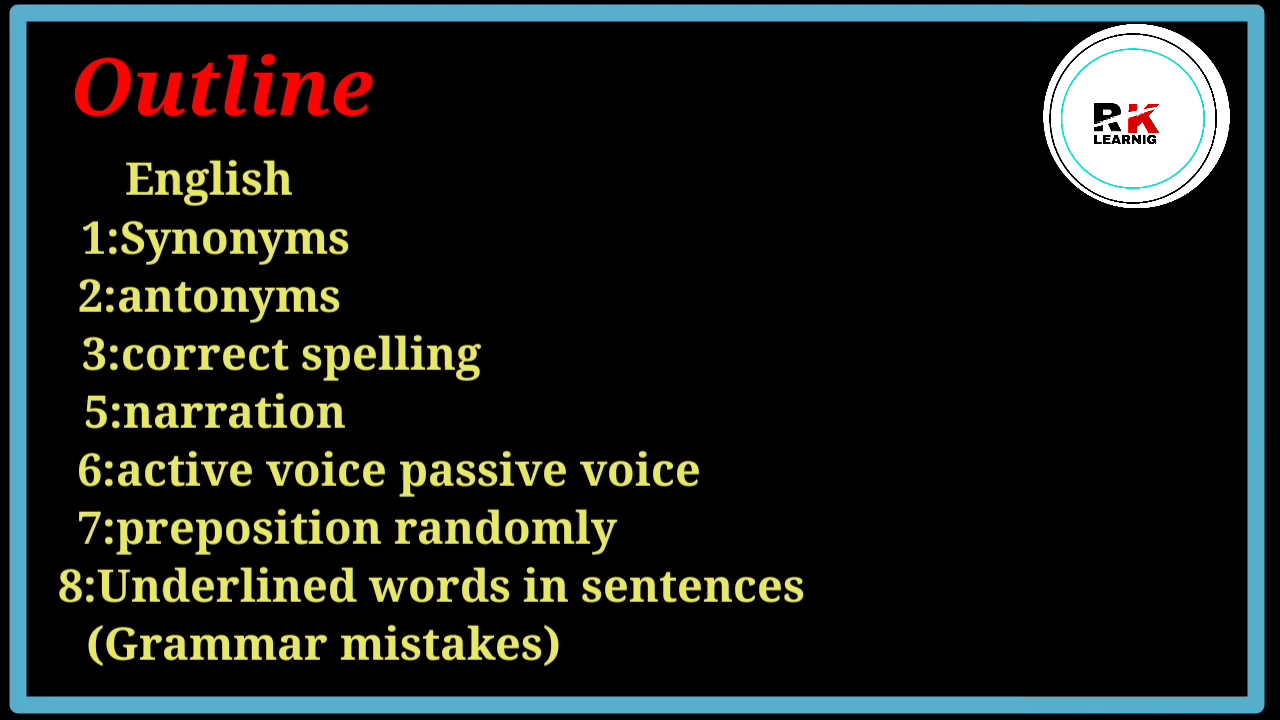 Outline
RK
LEARNIG
English
1:Synonyms
2:antonyms
3:correct spelling
5:narration
6:active voice passive voice
7:preposition randomly
8:Underlined words in sentences
(Grammar mistakes)